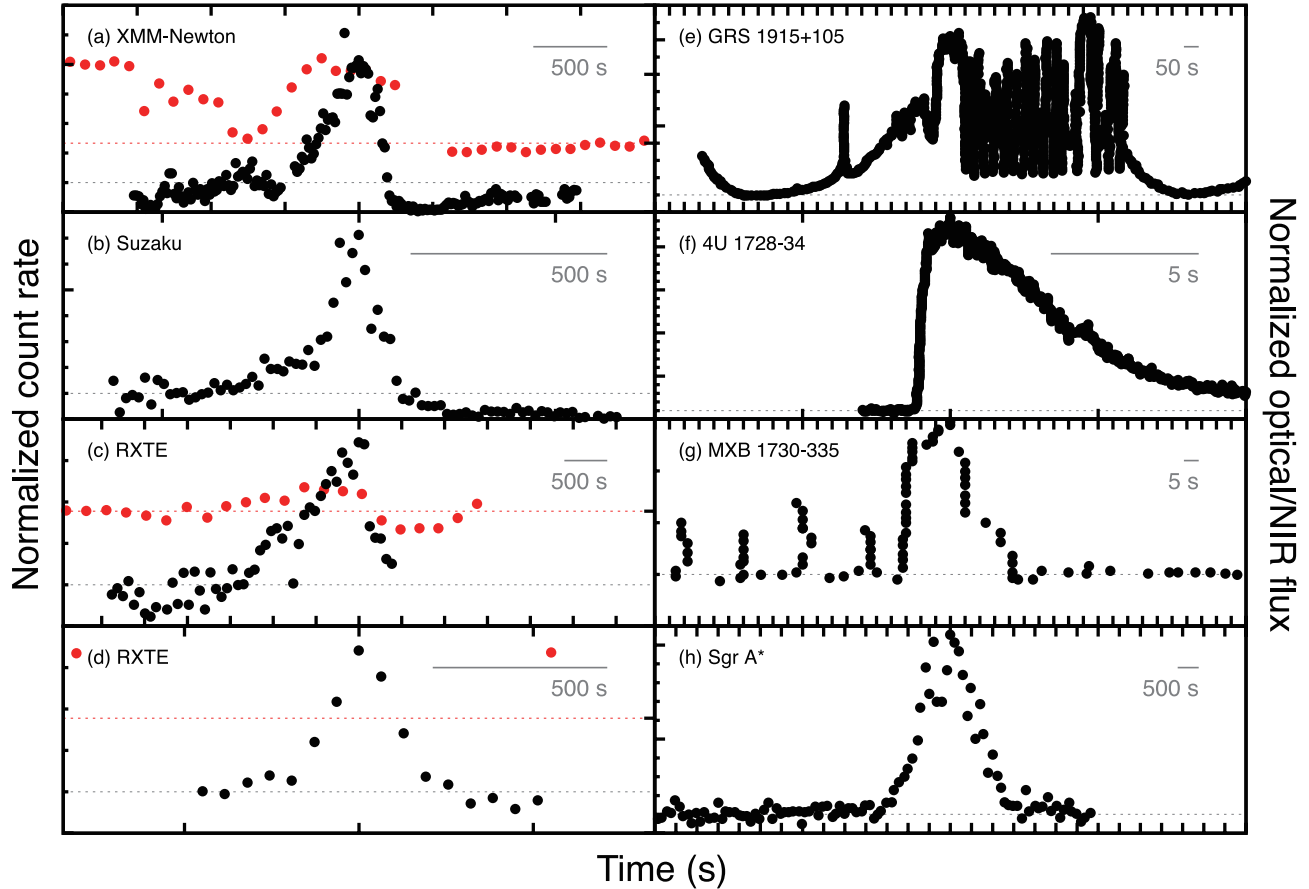 (a) XMM-Newton
500 s
(b) Suzaku
500 s
(c) RXTE
500 s
(d) RXTE
500 s
(e) GRS 1915+105
50 s
(f) 4U 1728-34
5 s
(g) MXB 1730-335
5 s
(h) Sgr A*
500 s
Normalized count rate
Normalized optical/NIR flux
Time (s)